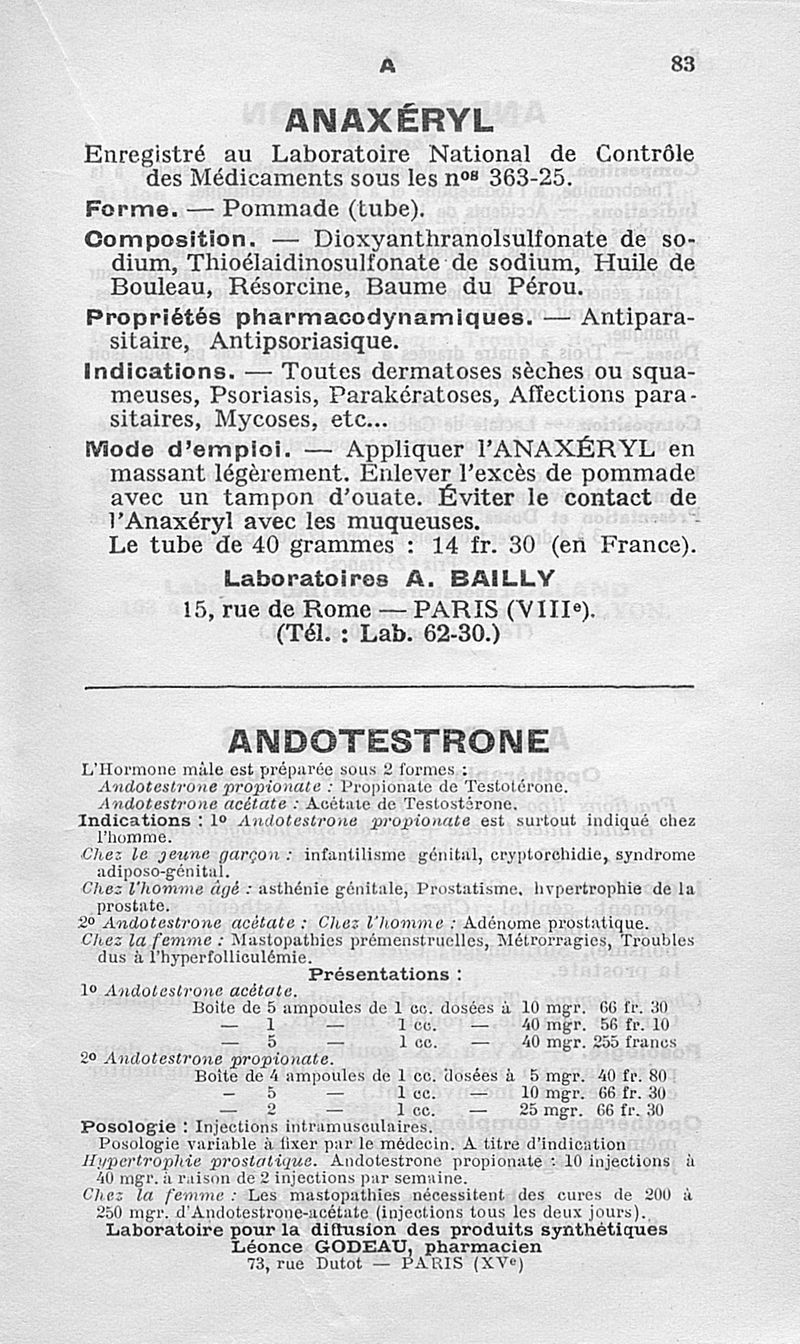 A 83
ANAXÉRYL
Enregistré au Laboratoire National de Contrôle
des Médicaments sous les nos 363-25.
Forme. — Pommade (tube).
Composition. — Dioxyanthranolsulfonate de so-
dium, Thioélaidinosulfonate de sodium, Huile de
Bouleau, Résorcine, Baume du Pérou.
Propriétés pharmacodynamiques. — Antipara-
sitaire, Antipsoriasique.
Indications. — Toutes dermatoses sèches ou squa-
meuses, Psoriasis, Parakératoses, Affections para-
sitaires, Mycoses, etc...
Mode d'emploi. — Appliquer l'ANAXÉRYL en
massant légèrement. Enlever l'excès de pommade
avec un tampon d'ouate. Éviter le contact de
l'Anaxéryl avec les muqueuses.
Le tube de 40 grammes : 14 fr. 30 (en France).
Laboratoires A. BAILLY
15, rue de Rome — PARIS (VIIIe).
(Tél. : Lab. 62-30.)
ANDOTESTRONE
L'Hormone mâle est préparée sous 2 formes :
Andotestrone propionate : Propionate de Testotérone.
Andotestrone acétate : Acétate de Testostérone.
Indications : 1o Andotestrone propionate est surtout indiqué chez
l'homme.
Chez le jeune garçon : infantilisme génital, cryptorchidie, syndrome
adiposo-génital.
Chez l'homme âgé : asthénie génitale, Prostatisme, hypertrophie de la
prostate.
2o Andotestrone acétate : Chez l'homme : Adénome prostatique.
Chez la femme : Mastopathies prémenstruelles, Métrorragies, Troubles
dus à l'hyperfolliculémie.
Présentations :
1o Andotestrone acétate.
Boite de 5 ampoules de 1 cc. dosées à 10 mgr. 66 fr. 30
— 1 — 1 cc. — 40 mgr. 56 fr. 10
— 5 — 1 cc. — 40 mgr. 255 francs
2o Andotestrone propionate.
Boite de 4 ampoules de 1 cc. dosées à 5 mgr. 40 fr. 80
— 5 — 1 cc. — 10 mgr. 66 fr. 30
— 2 — 1 cc. — 25 mgr. 66 fr. 30
Posologie : Injections intramusculaires.
Posologie variable à fixer par le médecin. A titre d'indication
Hypertrophie prostatique. Andotestrone propionate : 10 injections à
40 mgr. à raison de 2 injections par semaine.
Chez la femme : Les mastopathies nécessitent des cures de 200 à
250 mgr. d'Andotestrone-acétate (injections tous les deux jours).
Laboratoire pour la diffusion des produits synthétiques
Léonce GODEAU, pharmacien
73, rue Dutot — PARIS (XVe)